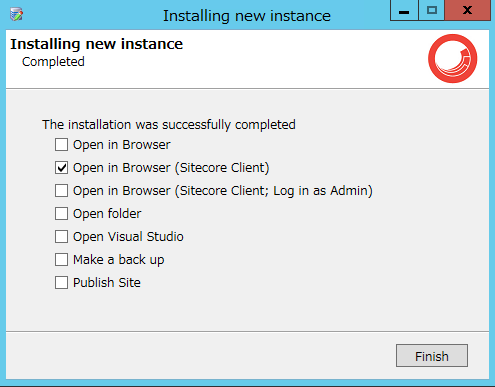 Installing new instance
Installing new instance
Completed
The installation was successfully completed
Open in Browser
Open in Browser (Sitecore Client)
Open in Browser (Sitecore Client; Log in as Admin)
Open folder
Open Visual Studio
Make a back up
Publish Site
Finish